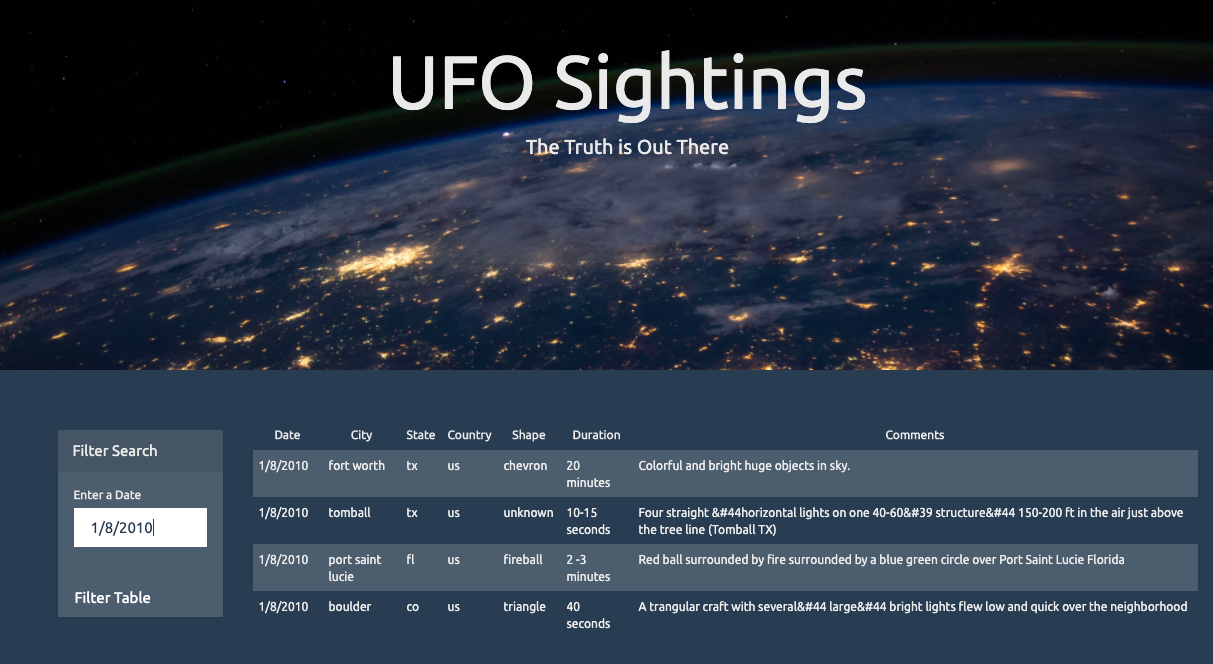 UFO Sightings
The Truth is Out There
Filter Search
Enter a Date
1/8/2010
Filter Table
Date City State Country Shape Duration Comments
1/8/2010 fort worth tx us chevron 20 Colorful and bright huge objects in sky.
minutes
1/8/2010 tomball tx us unknown 10-15 Four straight &#44horizontal lights on one 40-60&#39 structure&#44 150-200 ft in the air just above
seconds the tree line (Tomball TX)
1/8/2010 port saint fl us fireball 2 -3 Red ball surrounded by fire surrounded by a blue green circle over Port Saint Lucie Florida
lucie minutes
1/8/2010 boulder co us triangle 40 A trangular craft with several&#44 large&#44 bright lights flew low and quick over the neighborhood
seconds